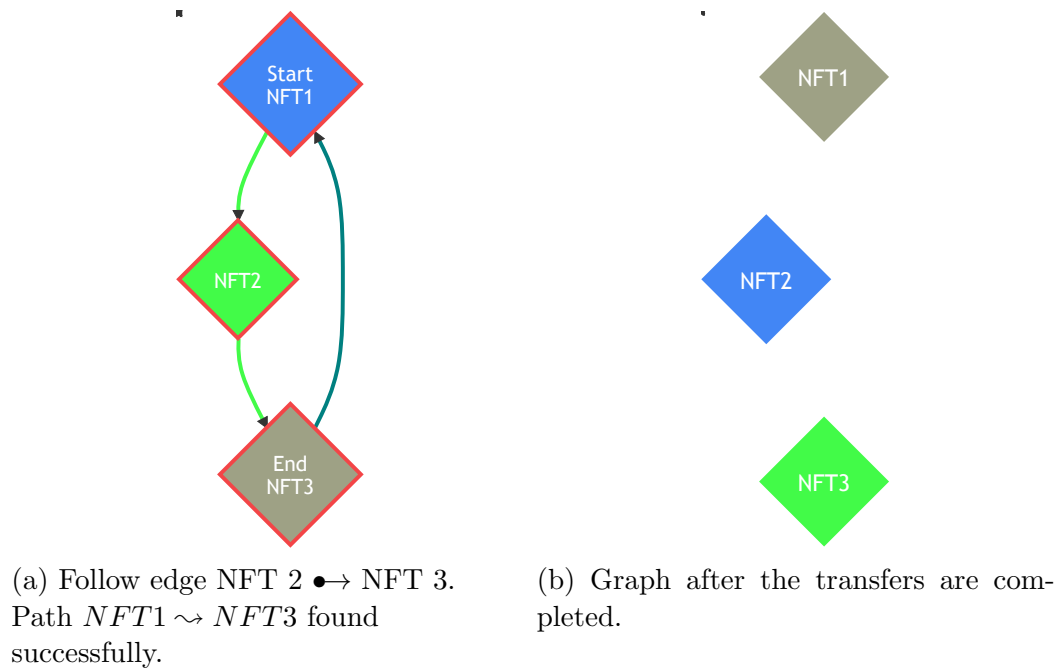 Start
NFT1
NFT2
End
NFT3
NFT1
NFT2
NFT3
(a) Follow edge NFT 2 ●→ NFT 3.
Path NFT1 ⤳ NFT3 found
successfully.
(b) Graph after the transfers are com-
pleted.